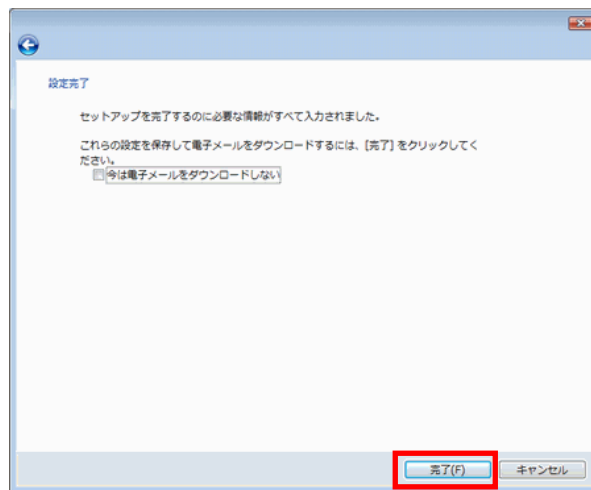 設定完了
セットアップを完了するのに必要な情報がすべて入力されました。
これらの設定を保存して電子メールをダウンロードするには、[完了] をクリックしてく
ださい。
今は電子メールをダウンロードしない
完了(F)
キャンセル